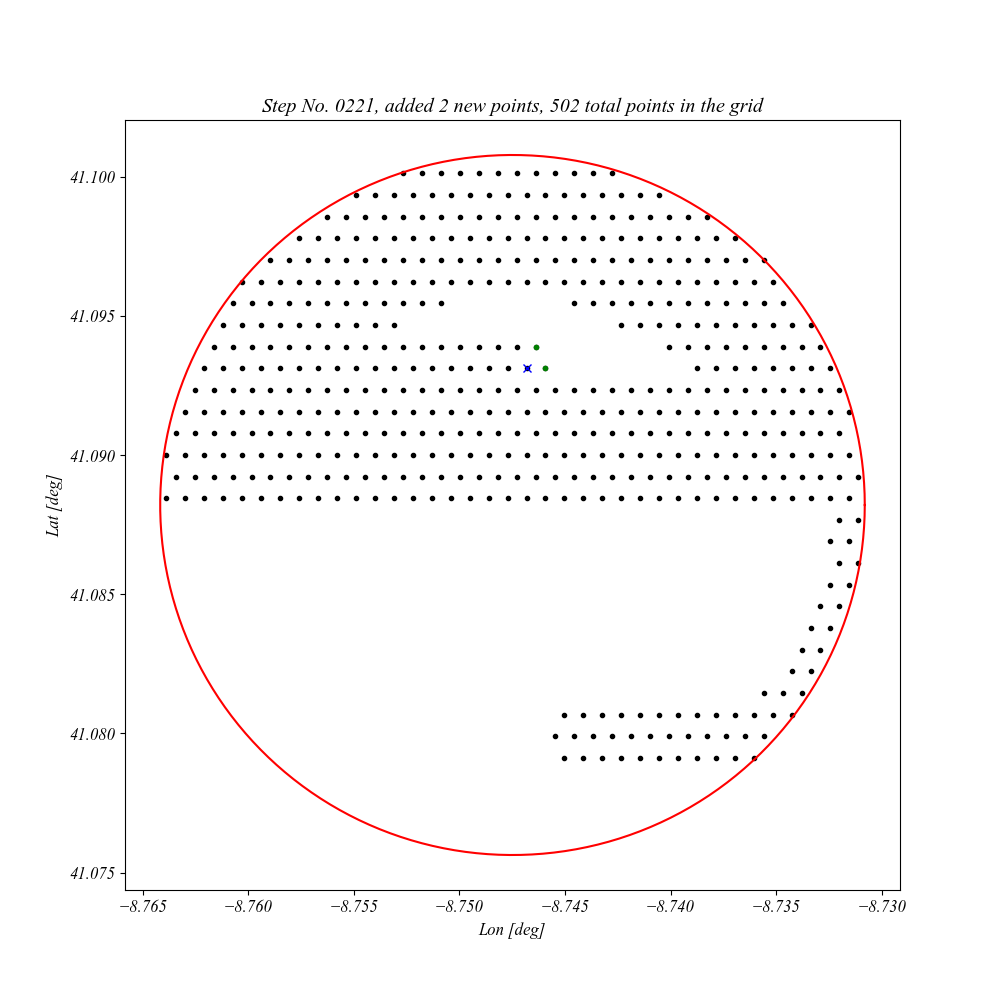 Step No. 0221, added 2 new points, 502 total points in the grid
41.100
41.095
41.090
41.085
41.080
41.075
Lat [deg]
−8.765 −8.760 −8.755 −8.750 −8.745 −8.740 −8.735 −8.730
Lon [deg]